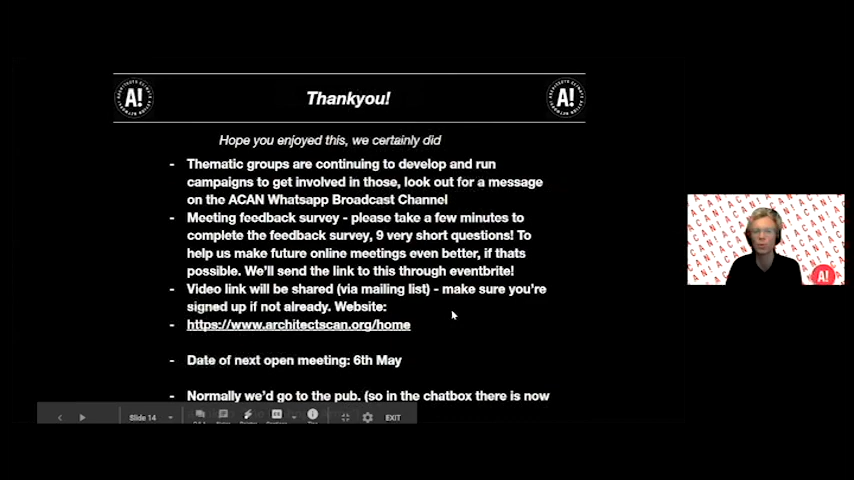 Thankyou!
A!
A!
Hope you enjoyed this, we certainly did
- Thematic groups are continuing to develop and run
campaigns to get involved in those, look out for a message
on the ACAN Whatsapp Broadcast Channel
- Meeting feedback survey - please take a few minutes to
complete the feedback survey, 9 very short questions! To
help us make future online meetings even better, if thats
possible. We'll send the link to this through eventbrite!
- Video link will be shared (via mailing list) - make sure you're
signed up if not already. Website:
- https://www.architectscan.org/home
- Date of next open meeting: 6th May
- Normally we'd go to the pub. (so in the chatbox there is now
Slide 14
EXIT
A!